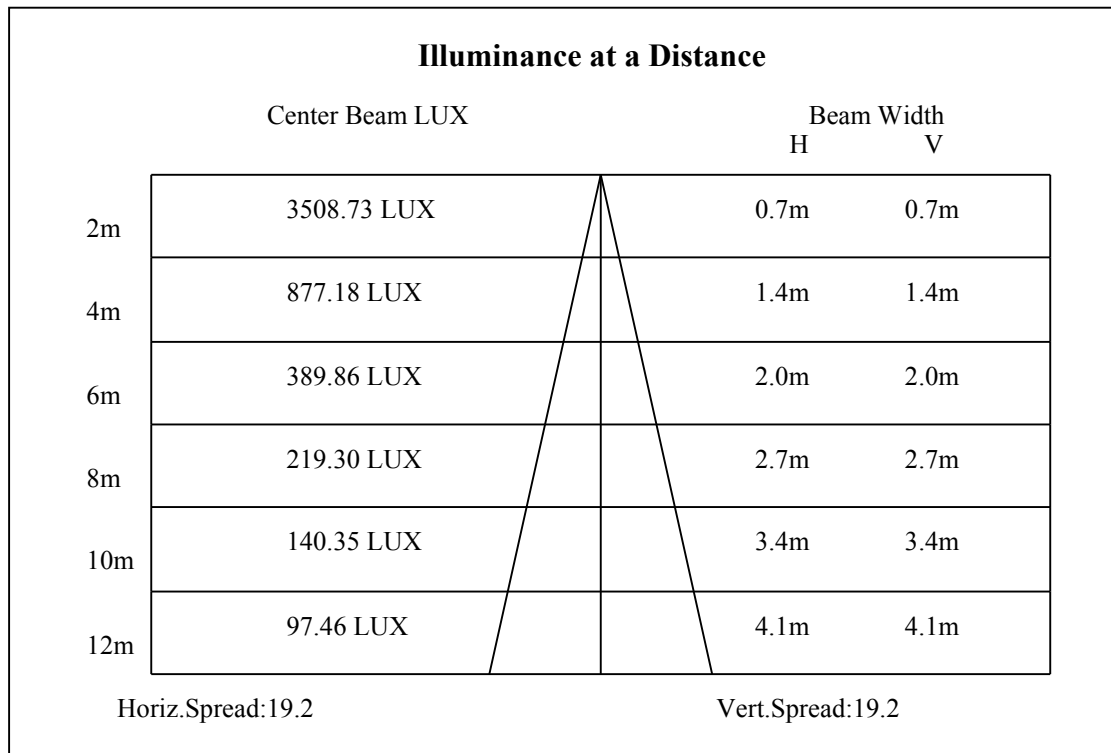 Illuminance at a Distance
Center Beam LUX Beam Width
H V
3508.73 LUX 0.7m 0.7m
2m
877.18 LUX 1.4m 1.4m
4m
389.86 LUX 2.0m 2.0m
6m
219.30 LUX 2.7m 2.7m
8m
140.35 LUX 3.4m 3.4m
10m
97.46 LUX 4.1m 4.1m
12m
Horiz.Spread:19.2 Vert.Spread:19.2